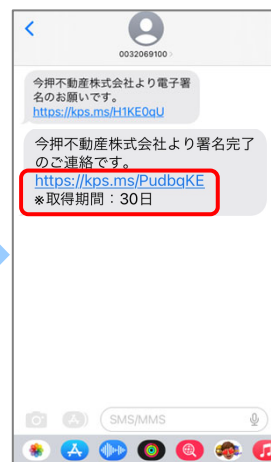 0032069100
今押不動産株式会社より電子署
名のお願いです。
https://kps.ms/H1KE0qU
今押不動産株式会社より署名完了
のご連絡です。
https://kps.ms/PudbqKE
※取得期間：30日
SMS/MMS